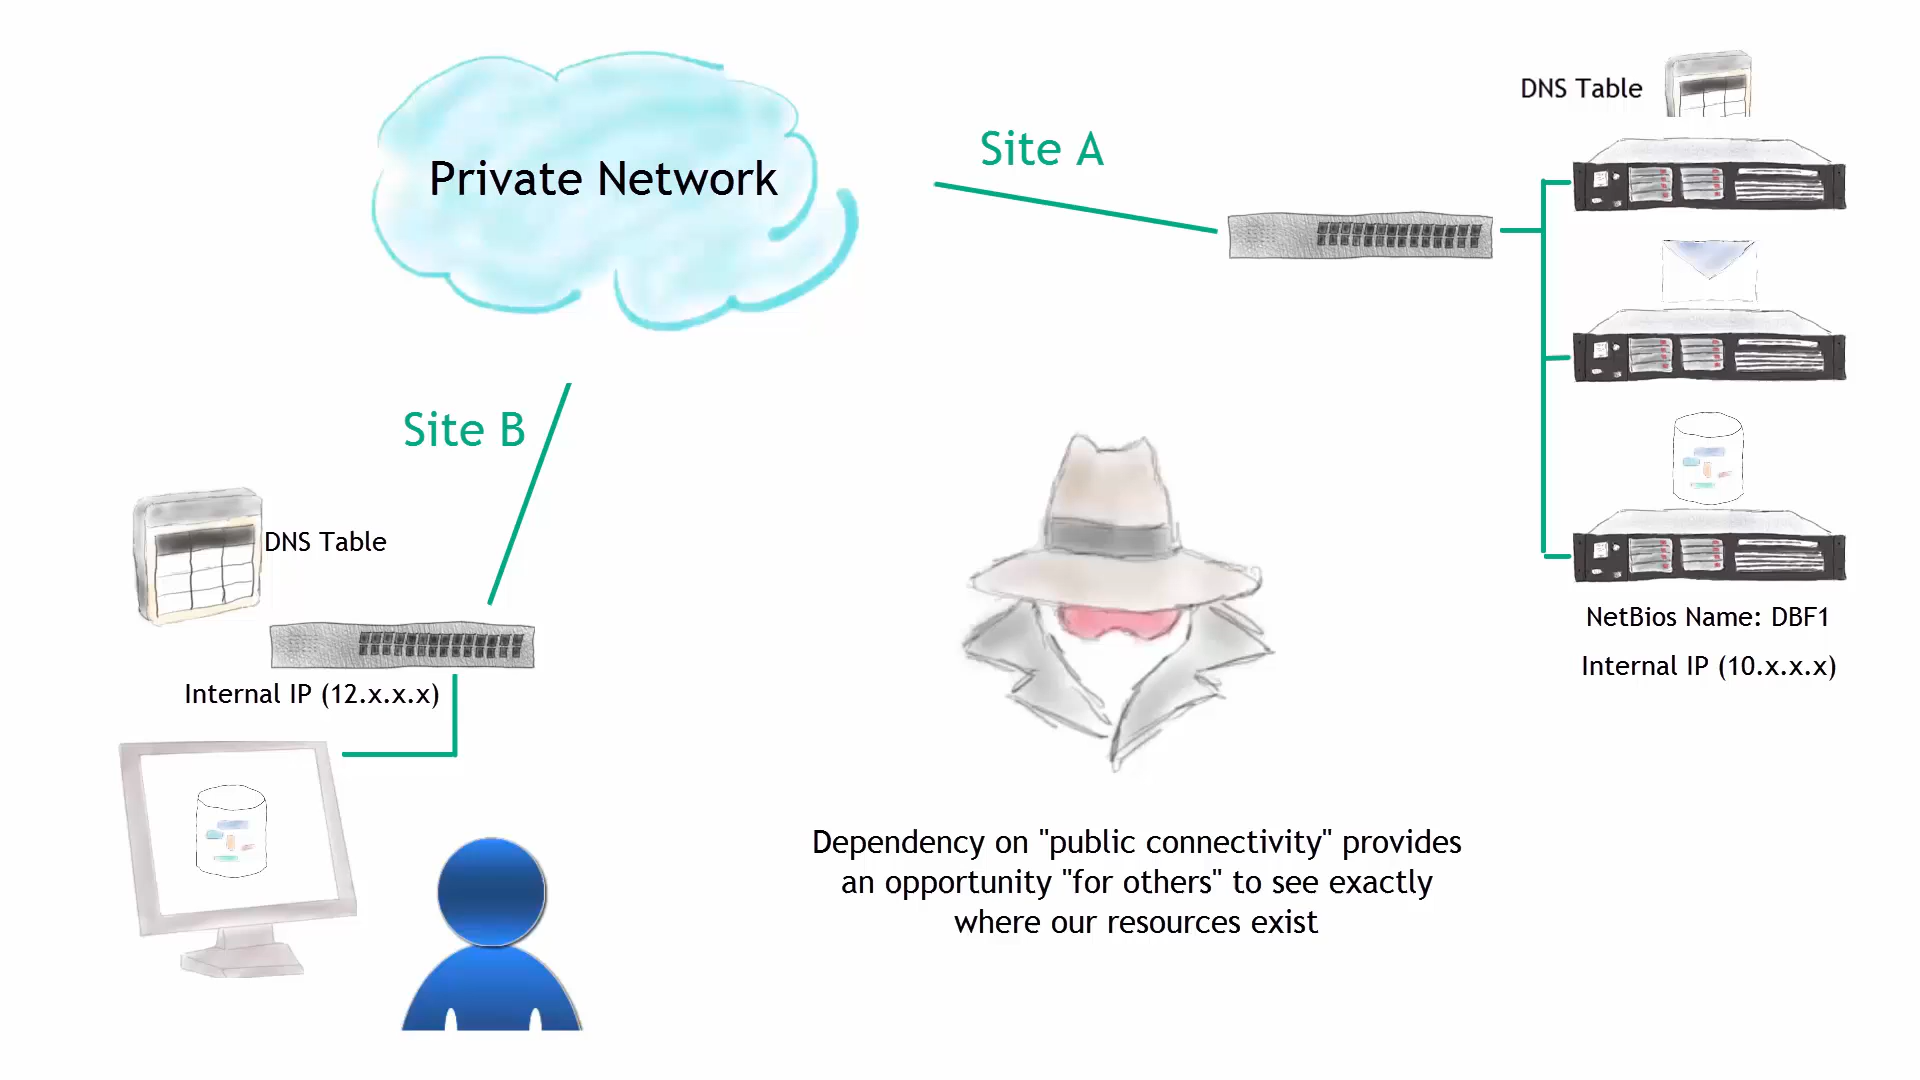 DNS Table
Site A
Private Network
Site B
DNS Table
NetBios Name: DBF1
Internal IP (10.x.x.x)
Internal IP (12.x.x.x)
Dependency on "public connectivity" provides
an opportunity "for others" to see exactly
where our resources exist